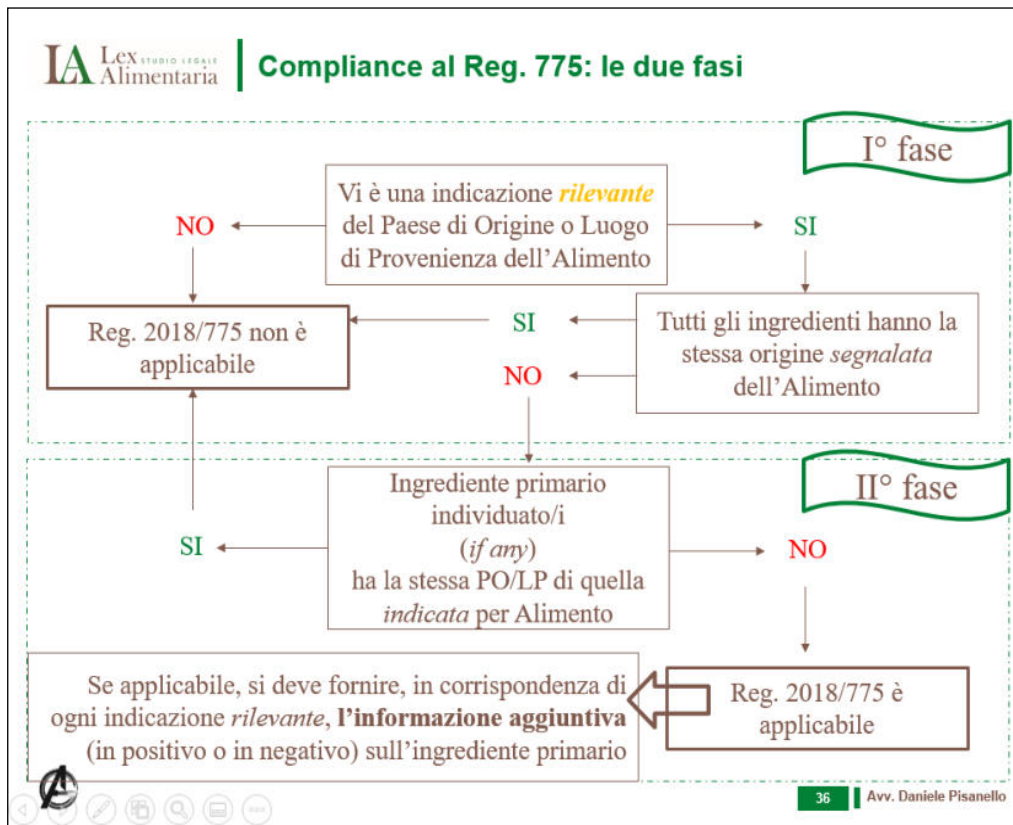 LA Lex STUDIO LEGALE
Alimentaria
Compliance al Reg. 775: le due fasi
I° fase
Vi è una indicazione rilevante
del Paese di Origine o Luogo
di Provenienza dell’Alimento
NO
SI
Reg. 2018/775 non è
applicabile
SI
NO
Tutti gli ingredienti hanno la
stessa origine segnalata
dell’Alimento
II° fase
Ingrediente primario
individuato/i
(if any)
ha la stessa PO/LP di quella
indicata per Alimento
SI
NO
Se applicabile, si deve fornire, in corrispondenza di
ogni indicazione rilevante, l’informazione aggiuntiva
(in positivo o in negativo) sull’ingrediente primario
Reg. 2018/775 è
applicabile
36
Avv. Daniele Pisanello